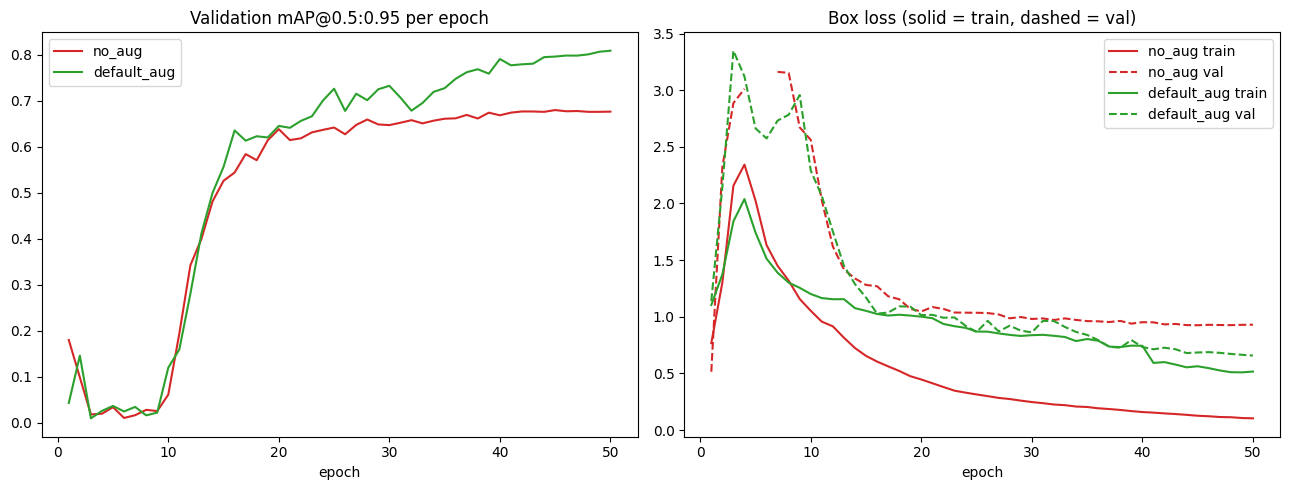 Validation mAP@0.5:0.95 per epoch
no_aug
default_aug
0.8
0.7
0.6
0.5
0.4
0.3
0.2
0.1
0.0
0 10 20 30 40 50
epoch
Box loss (solid = train, dashed = val)
no_aug train
no_aug val
default_aug train
default_aug val
3.5
3.0
2.5
2.0
1.5
1.0
0.5
0.0
0 10 20 30 40 50
epoch